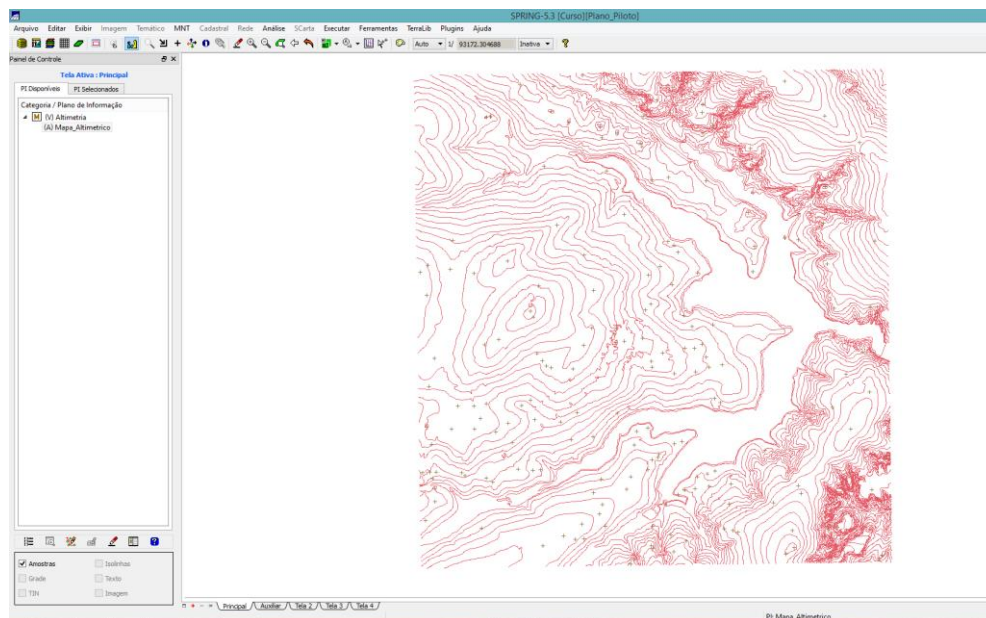 SPRING-5.3 [Curso][Plano_Piloto]
Arquivo Editar Exibir Imagem Temático MNT Cadastral Rede Análise SCarta Executar Ferramentas TerraLib Plugins Ajuda
Auto 1/ 93172.304688 Inativa
Painel de Controle
Tela Ativa : Principal
PI Disponíveis PI Selecionados
Categoria / Plano de Informação
M (V) Altimetria
(A) Mapa_Altimetrico
Amostras Isolinhas
Grade Texto
TIN Imagem
Principal Auxiliar Tela 2 Tela 3 Tela 4
PI: Mapa_Altimetrico